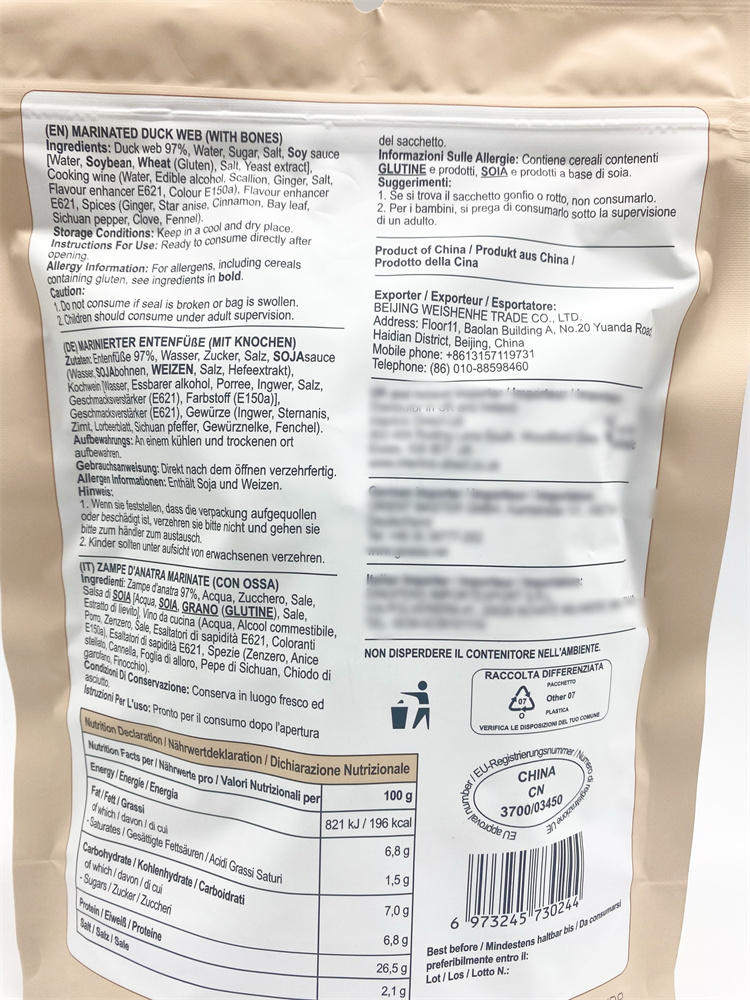 (EN) MARINATED DUCK WEB (WITH BONES)
Ingredients: Duck web 97%, Water, Sugar, Salt, Soy sauce
[Water, Soybean, Wheat (Gluten), Salt, Yeast extract],
Cooking wine (Water, Edible alcohol, Scallion, Ginger, Salt,
Flavour enhancer E621, Colour E150a), Flavour enhancer
E621, Spices (Ginger, Star anise, Cinnamon, Bay leaf,
Sichuan pepper, Clove, Fennel).
Storage Conditions: Keep in a cool and dry place.
Instructions For Use: Ready to consume directly after
opening.
Allergy Information: For allergens, including cereals
containing gluten, see ingredients in bold.
Caution:
1. Do not consume if seal is broken or bag is swollen.
2. Children should consume under adult supervision.
(DE) MARINIERTER ENTENFÜßE (MIT KNOCHEN)
Zutaten: Entenfüße 97%, Wasser, Zucker, Salz, SOJAsauce
(Wasser, SOJAbohnen, WEIZEN, Salz, Hefeextrakt),
Kochwein [Wasser, Essbarer alkohol, Porree, Ingwer, Salz,
Geschmacksverstärker (E621), Farbstoff (E150a)],
Geschmacksverstärker (E621), Gewürze (Ingwer, Sternanis,
Zimt, Lorbeerblatt, Sichuan pfeffer, Gewürznelke, Fenchel).
Aufbewahrungs: An einem kühlen und trockenen ort
aufbewahren.
Gebrauchsanweisung: Direkt nach dem öffnen verzehrfertig.
Allergen Informationen: Enthält Soja und Weizen.
Hinweis:
1. Wenn sie feststellen, dass die verpackung aufgequollen
oder beschädigt ist, verzehren sie bitte nicht und gehen sie
bitte zum händler zum austausch.
2. Kinder sollten unter aufsicht von erwachsenen verzehren.
(IT) ZAMPE D'ANATRA MARINATE (CON OSSA)
Ingredienti: Zampe d'anatra 97%, Acqua, Zucchero, Sale,
Salsa di SOIA [Acqua, SOIA, GRANO (GLUTINE), Sale,
Estratto di lievito], Vino da cucina (Acqua, Alcool commestibile,
Porro, Zenzero, Sale, Esaltatori di sapidità E621, Coloranti
E150a), Esaltatori di sapidità E621, Spezie (Zenzero, Anice
stellato, Cannella, Foglia di alloro, Pepe di Sichuan, Chiodo di
garofano, Finocchio).
Condizioni Di Conservazione: Conserva in luogo fresco ed
asciutto.
Istruzioni Per L'uso: Pronto per il consumo dopo l'apertura
del sacchetto.
Informazioni Sulle Allergie: Contiene cereali contenenti
GLUTINE e prodotti, SOIA e prodotti a base di soia.
Suggerimenti:
1. Se si trova il sacchetto gonfio o rotto, non consumarlo.
2. Per i bambini, si prega di consumarlo sotto la supervisione
di un adulto.
Product of China / Produkt aus China /
Prodotto della Cina
Exporter / Exporteur / Esportatore:
BEIJING WEISHENHE TRADE CO., LTD.
Address: Floor11, Baolan Building A, No.20 Yuanda Road
Haidian District, Beijing, China
Mobile phone: +8613157119731
Telephone: (86) 010-88598460
NON DISPERDERE IL CONTENITORE NELL'AMBIENTE.
RACCOLTA DIFFERENZIATA
PACCHETTO
07
Other 07
PLASTICA
VERIFICA LE DISPOSIZIONI DEL TUO COMUNE
Nutrition Declaration / Nährwertdeklaration / Dichiarazione Nutrizionale
Nutrition Facts per / Nährwerte pro / Valori Nutrizionali per 100 g
Energy / Energie / Energia 821 kJ / 196 kcal
Fat / Fett / Grassi 6,8 g
of which / davon / di cui
- Saturates / Gesättigte Fettsäuren / Acidi Grassi Saturi 1,5 g
Carbohydrate / Kohlenhydrate / Carboidrati 7,0 g
of which / davon / di cui
- Sugars / Zucker / Zuccheri 6,8 g
Protein / Eiweiß / Proteine 26,5 g
Salt / Salz / Sale 2,1 g
EU approval number / EU-Registrierungsnummer / Numero di registrazione UE
CHINA
CN
3700/03450
6 973245 730244
Best before / Mindestens haltbar bis / Da consumarsi
preferibilmente entro il:
Lot / Los / Lotto N.: